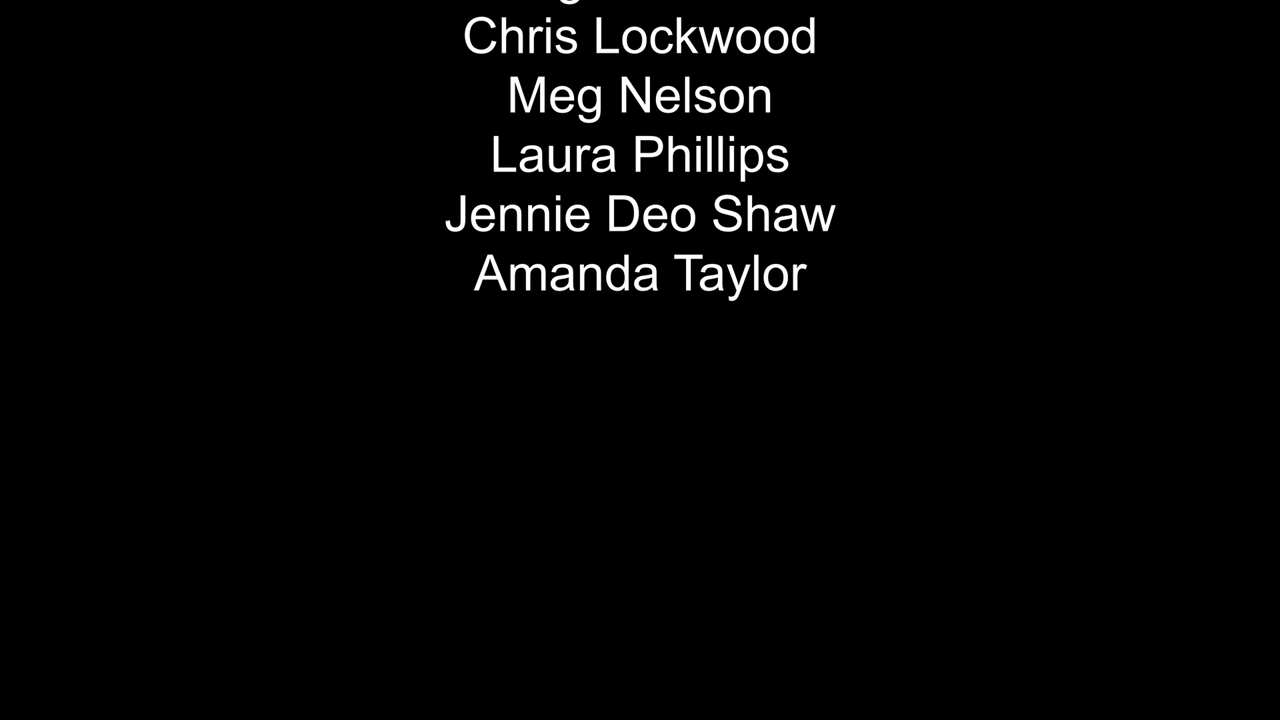 Chris Lockwood
Meg Nelson
Laura Phillips
Jennie Deo Shaw
Amanda Taylor